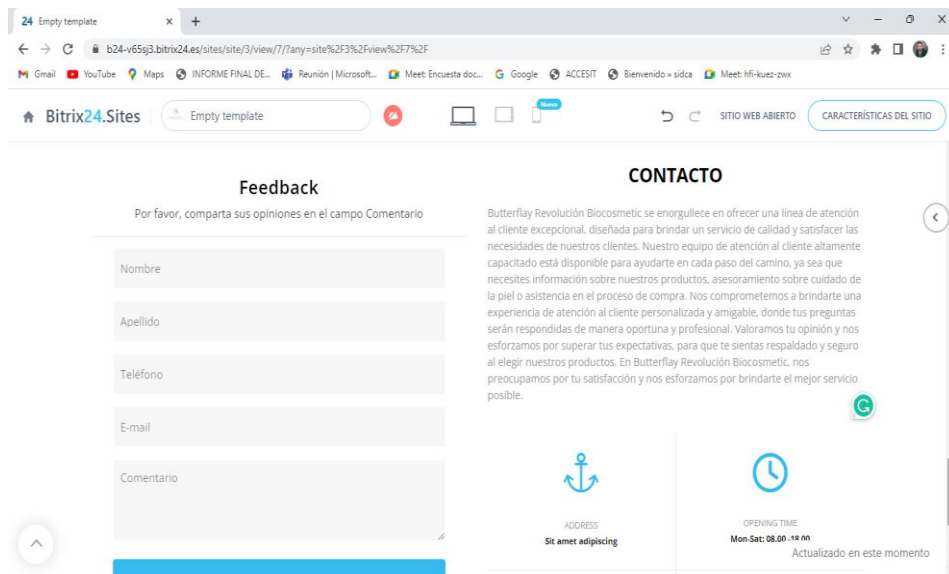 24 Empty template
b24-v65sj3.bitrix24.es/sites/site/3/view/7/?any=site%2F3%2Fview%2F7%2F
Gmail YouTube Maps INFORME FINAL DE... Reunión | Microsoft... Meet: Encuesta doc... Google ACCESIT Bienvenido » sidca Meet: hfi-kuez-zwx
Bitrix24.Sites Empty template Nuevo SITIO WEB ABIERTO CARACTERÍSTICAS DEL SITIO
Feedback
Por favor, comparta sus opiniones en el campo Comentario
Nombre
Apellido
Teléfono
E-mail
Comentario
CONTACTO
Butterflay Revolución Biocosmetic se enorgullece en ofrecer una línea de atención
al cliente excepcional, diseñada para brindar un servicio de calidad y satisfacer las
necesidades de nuestros clientes. Nuestro equipo de atención al cliente altamente
capacitado está disponible para ayudarte en cada paso del camino, ya sea que
necesites información sobre nuestros productos, asesoramiento sobre cuidado de
la piel o asistencia en el proceso de compra. Nos comprometemos a brindarte una
experiencia de atención al cliente personalizada y amigable, donde tus preguntas
serán respondidas de manera oportuna y profesional. Valoramos tu opinión y nos
esforzamos por superar tus expectativas, para que te sientas respaldado y seguro
al elegir nuestros productos. En Butterflay Revolución Biocosmetic, nos
preocupamos por tu satisfacción y nos esforzamos por brindarte el mejor servicio
posible.
ADDRESS
Sit amet adipiscing
OPENING TIME
Mon-Sat: 08.00 -18.00
Actualizado en este momento